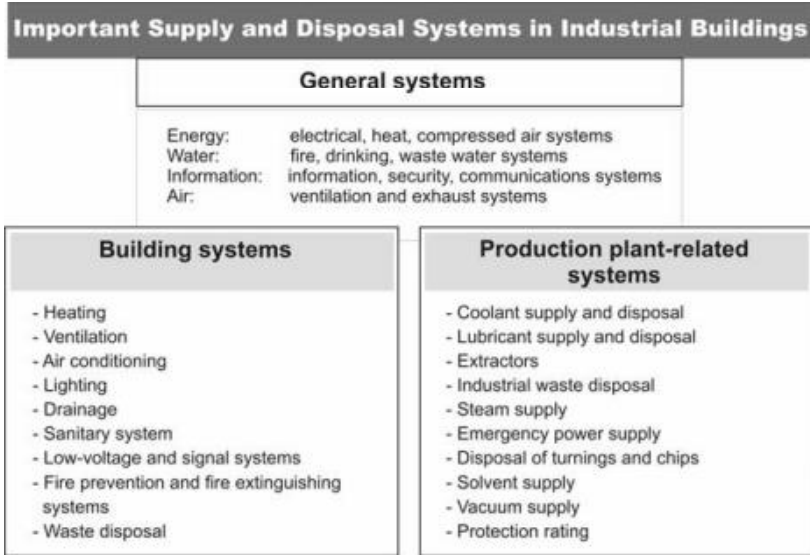 Important Supply and Disposal Systems in Industrial Buildings
General systems
Energy: electrical, heat, compressed air systems
Water: fire, drinking, waste water systems
Information: information, security, communications systems
Air: ventilation and exhaust systems
Building systems
- Heating
- Ventilation
- Air conditioning
- Lighting
- Drainage
- Sanitary system
- Low-voltage and signal systems
- Fire prevention and fire extinguishing
systems
- Waste disposal
Production plant-related
systems
- Coolant supply and disposal
- Lubricant supply and disposal
- Extractors
- Industrial waste disposal
- Steam supply
- Emergency power supply
- Disposal of turnings and chips
- Solvent supply
- Vacuum supply
- Protection rating